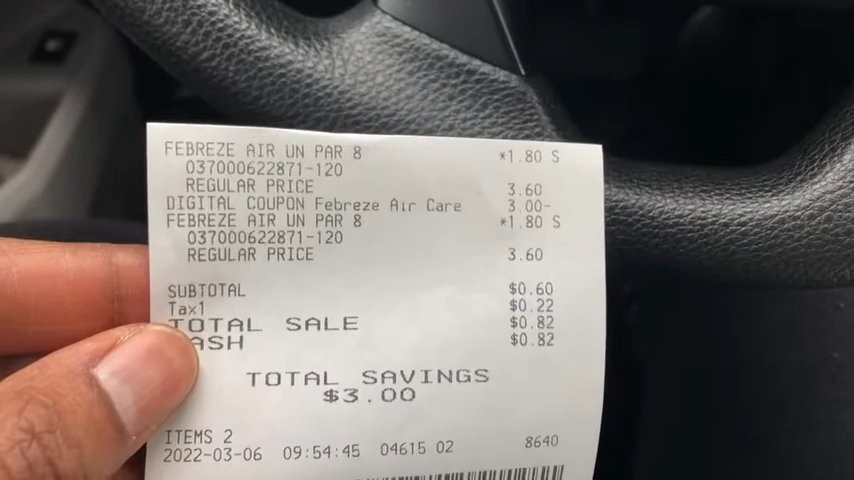 FEBREZE AIR UN PAR 8 *1.80 S
037000622871-120
REGULAR PRICE 3.60
DIGITAL COUPON Febreze Air Care 3.00-
FEBREZE AIR UN PAR 8 *1.80 S
037000622871-120
REGULAR PRICE 3.60
SUBTOTAL $0.60
Tax1 $0.22
TOTAL SALE $0.82
ASH $0.82
TOTAL SAVINGS
$3.00
ITEMS 2
2022-03-06 09:54:45 04615 02 8640